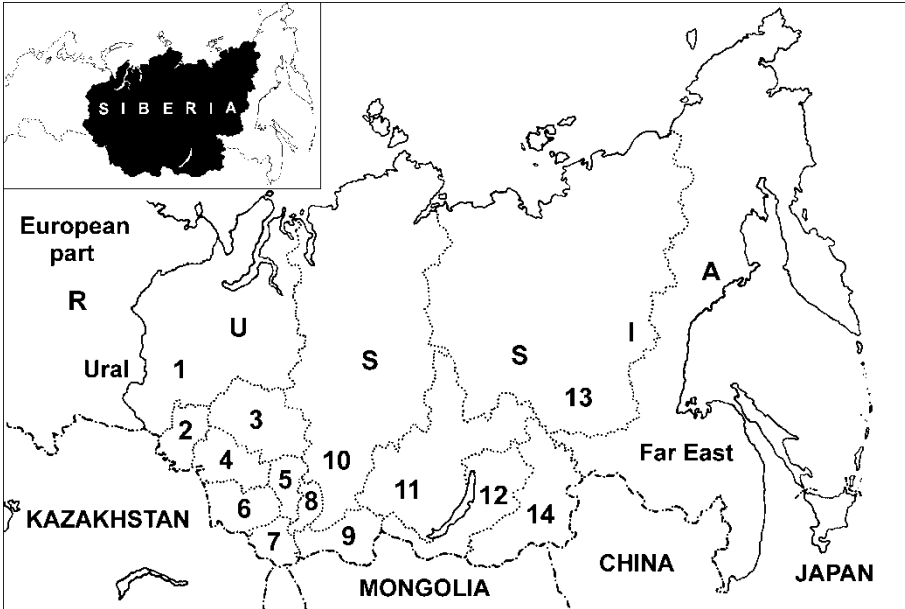 S I B E R I A
European
part
R
U
S
S
I
A
Ural
1
2
3
4
5
6
7
8
9
10
11
12
13
14
Far East
KAZAKHSTAN
MONGOLIA
CHINA
JAPAN